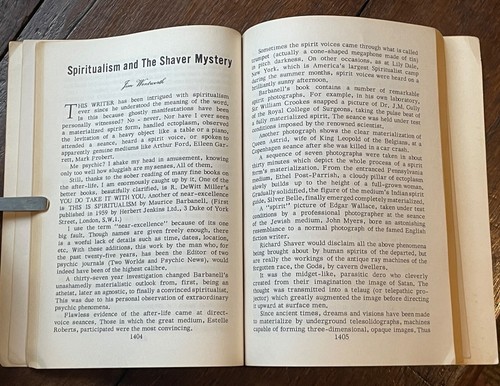 Spiritualism and The Shaver Mystery
Jim Wentworth
THIS WRITER has been intrigued with spiritualism
ever since he understood the meaning of the word,
Is this because ghostly manifestations have been
personally witnessed? No - never, Nor have I ever seen
a materialized spirit form, handled ectoplasm, observed
the levitation of a heavy object like a table or a piano,
attended a seance, heard a spirit voice, or spoken to
apparently genuine mediums like Arthur Ford, Eileen Gar-
rett, Mark Probert.
Me psychic? I shake my head in amusement, knowing
only too well how sluggish are my senses, All of them.
Still, thanks to the sober reading of many fine books on
the after-life, I am enormously caught up by it, One of the
better books, beautifully clarified, is R. DeWitt Miller's
YOU DO TAKE IT WITH YOU. Another of near-excellence
is THIS IS SPIRITUALISM by Maurice Barbanell, (First
published in 1959 by Herbert Jenkins Ltd., 3 Duke of York
Street, London, S.W.1.)
I use the term "near-excellence" because of its one
big fault, Though names are given freely enough, there
is a woeful lack of details such as time, dates, location,
etc. With these additions, this work by the man who, for
the past twenty-five years, has been the Editor of two
psychic journals (Two Worlds and Psychic News), would
indeed have been of the highest calibre.
A thirty-seven year investigation changed Barbanell's
unashamedly materialistic outlook from, first, being an
atheist, later an agnostic, to finally a convinced spiritualist.
This was due to his personal observation of extraordinary
psychic phenomena.
Flawless evidence of the after-life came at direct-
voice seances, Those in which the great medium, Estelle
Roberts, participated were the most convincing.
1404
Sometimes the spirit voices came through what is called
trumpet (actually a cone-shaped megaphone made of tin)
in pitch darkness, On other occasions, as at Lily Dale,
New York, which is America's largest Spiritualist camp
during the summer months, spirit voices were heard on a
brilliantly sunny afternoon.
Barbanell's book contains a number of remarkable
spirit photographs. For example, in his own laboratory,
Sir William Crookes snapped a picture of Dr. J.M. Gully
of the Royal College of Surgeons, taking the pulse beat of
a fully materialized spirit. The seance was held under test
conditions imposed by the renowned scientist.
Another photograph shows the clear materialization of
Queen Astrid, wife of King Leopold of the Belgians, at a
Copenhagen seance after she was killed in a car crash.
A sequence of seven photographs were taken in about
forty minutes which depict the whole process of a spirit
form's materialization. From the entranced Pennsylvania
medium, Ethel Post-Parrish, a cloudy pillar of ectoplasm
slowly builds up to the height of a full-grown woman,
gradually solidified, the figure of the medium's Indian spirit
guide, Silver Belle, finally emerged completely materialized.
A "spirit" picture of Edgar Wallace, taken under test
conditions by a professional photographer at the seance
of the Jewish medium, John Myers, bore an astonishing
resemblance to a normal photograph of the famed English
fiction writer.
Richard Shaver would disclaim all the above phenomena
being brought about by human spirits of the departed, but
are really the workings of the antique ray machines of the
forgotten race, the Gods, by cavern dwellers.
It was the midget-like, parasitic dero who cleverly
created from their imagination the image of Satan, The
thought was transmitted into a telaug (or telepathic pro-
jector) which greatly augmented the image before directing
it upward at surface men.
Since ancient times, dreams and visions have been made
to materialize by underground telesolidographs, machines
capable of forming three-dimensional, opaque images, Thus
1405